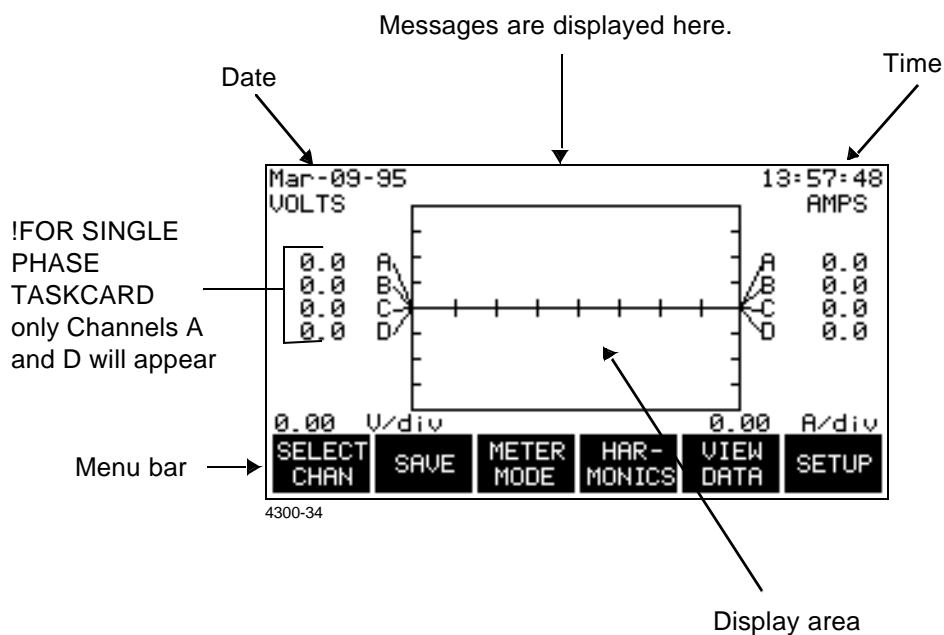 Messages are displayed here.
Date
Time
Mar-09-95 13:57:48
VOLTS AMPS
!FOR SINGLE
PHASE
TASKCARD
only Channels A
and D will appear
0.0 A A 0.0
0.0 B B 0.0
0.0 C C 0.0
0.0 D D 0.0
0.00 V/div 0.00 A/div
Menu bar
SELECT
CHAN
SAVE
METER
MODE
HAR-
MONICS
VIEW
DATA
SETUP
4300-34
Display area